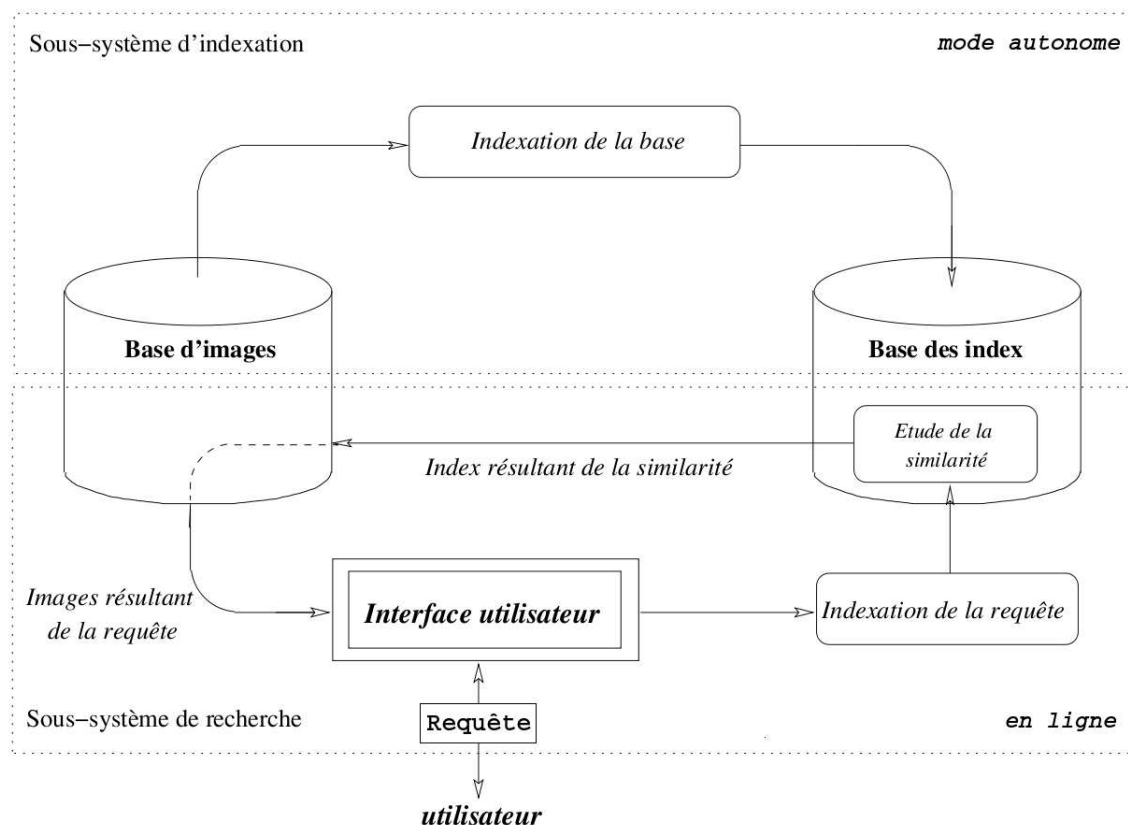 Sous−système d’indexation
mode autonome
Indexation de la base
Base d’images
Base des index
Etude de la
similarité
Index résultant de la similarité
Images résultant
de la requête
Interface utilisateur
Indexation de la requête
Sous−système de recherche
Requête
en ligne
utilisateur